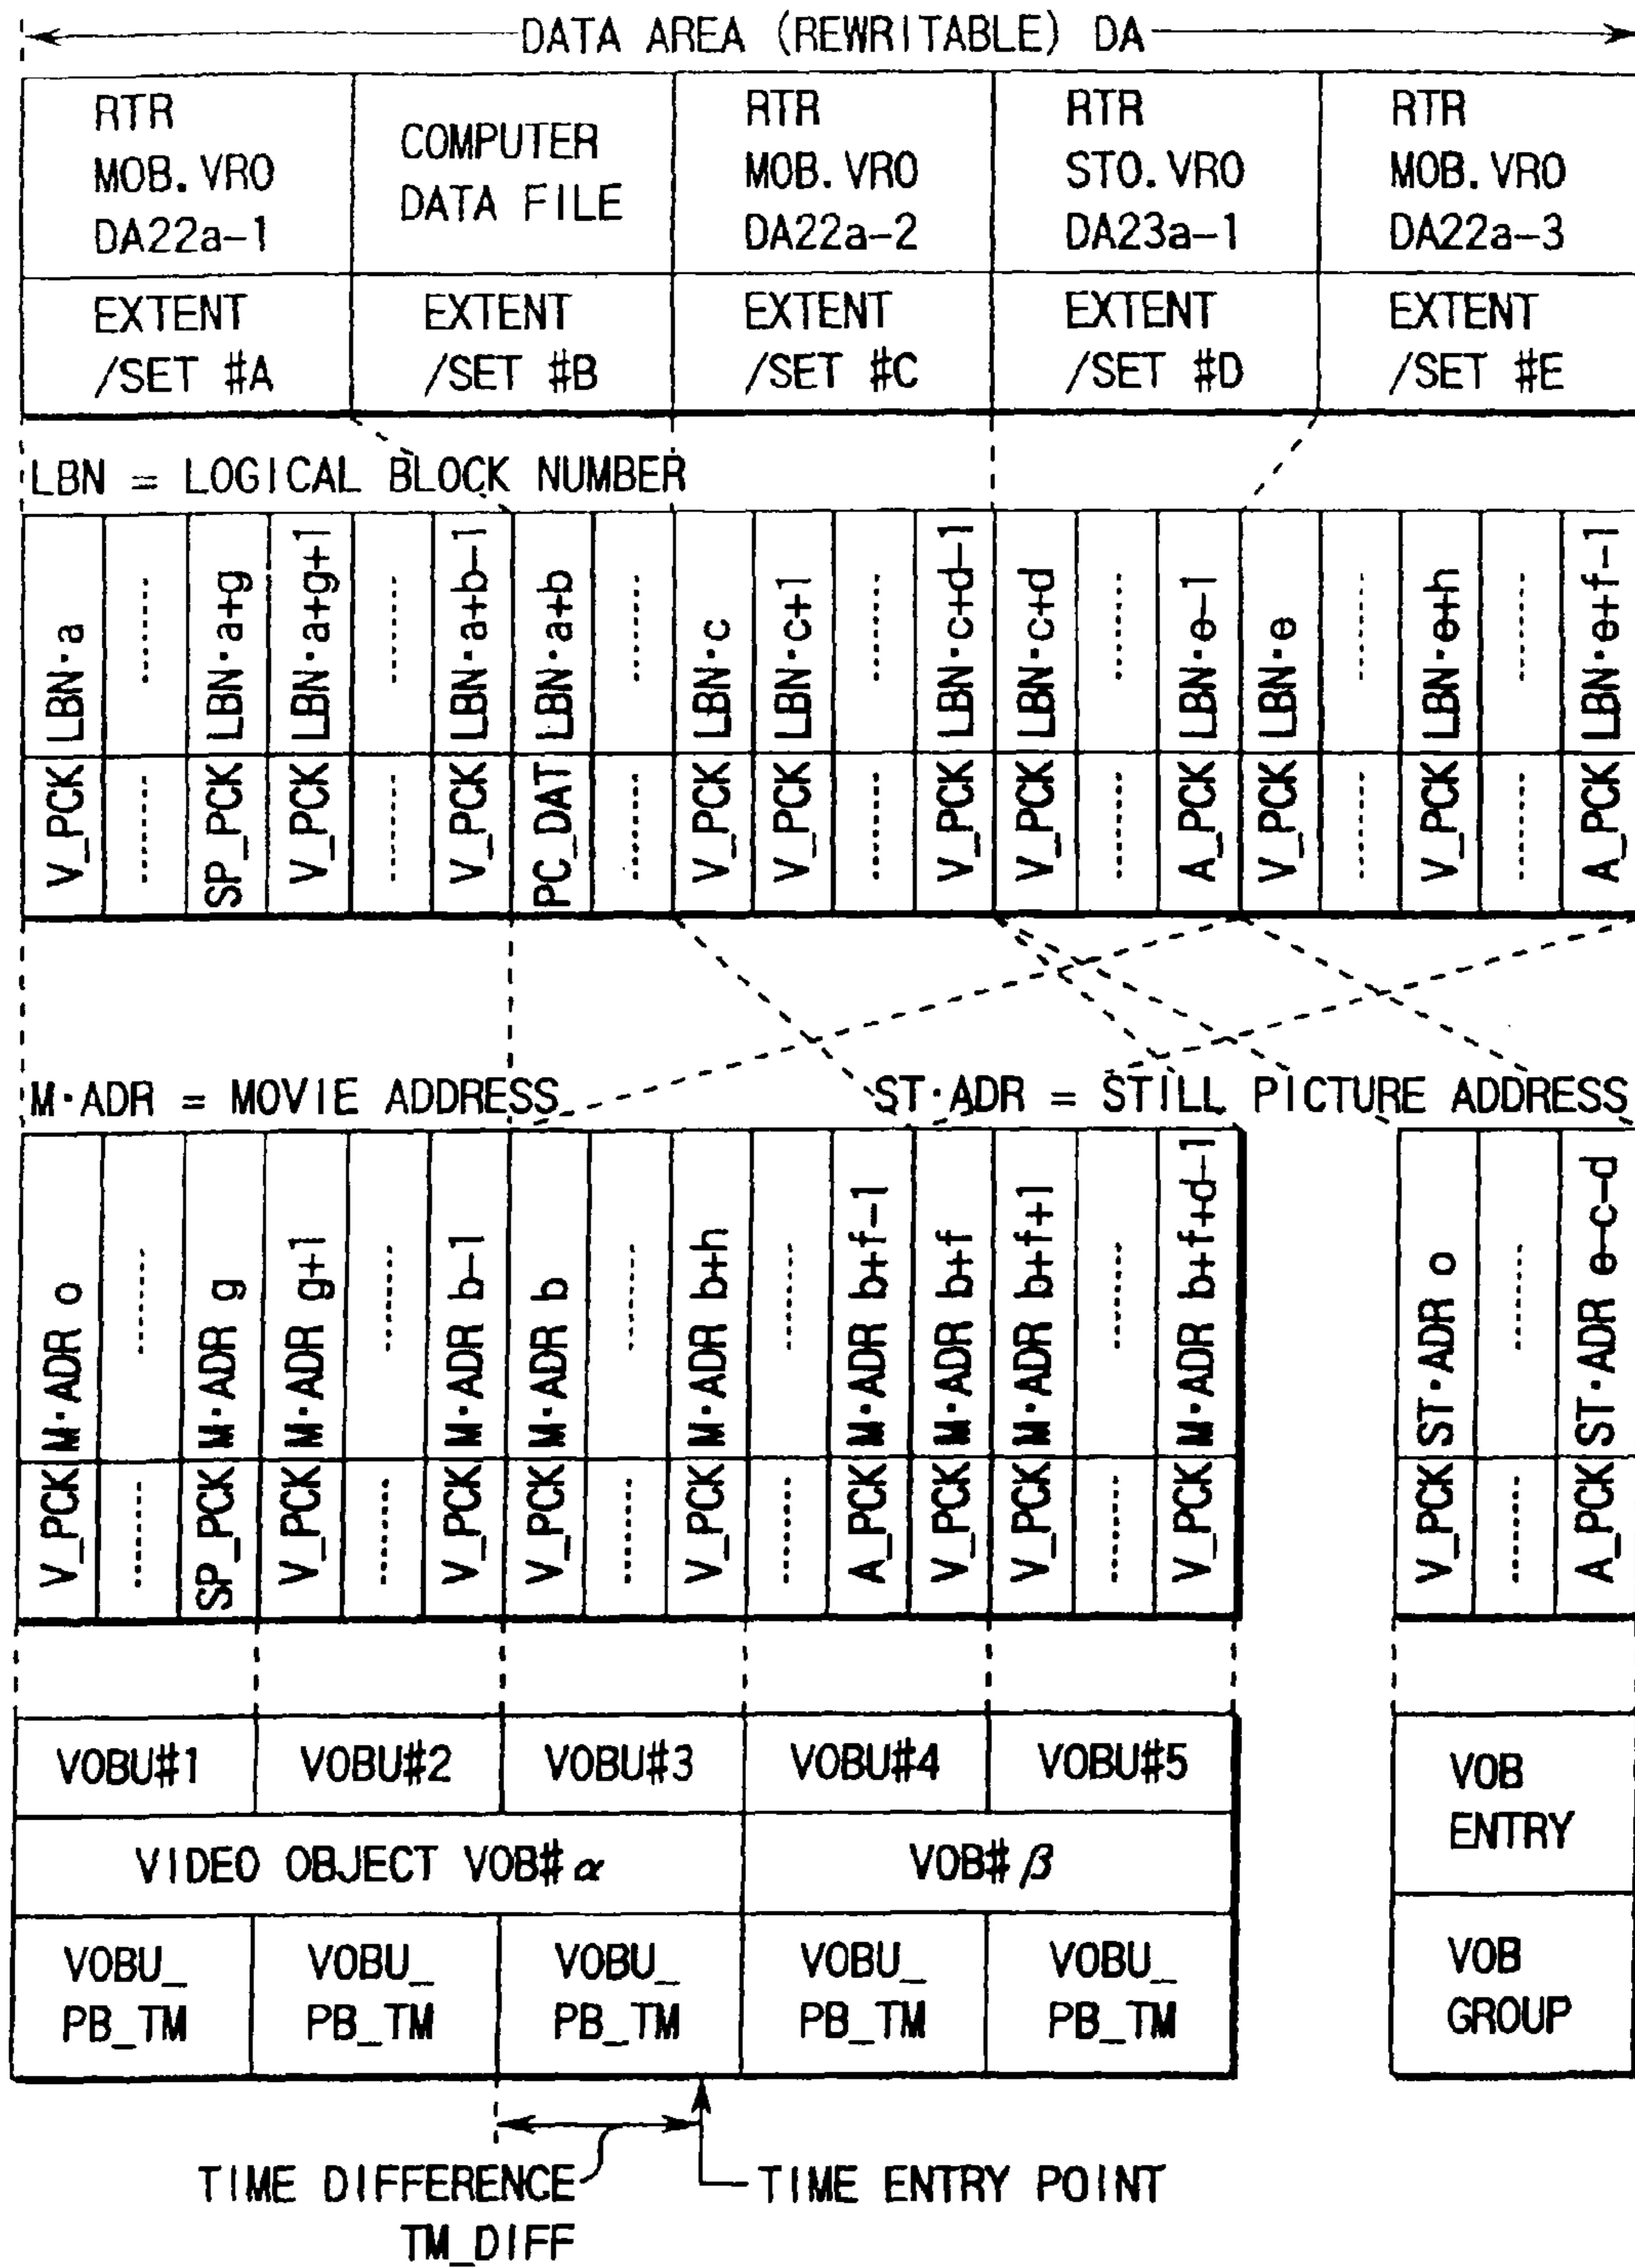 DATA AREA (REWRITABLE) DA
RTR
MOB. VRO
DA22a-1
COMPUTER
DATA FILE
RTR
MOB. VRO
DA22a-2
RTR
STO. VRO
DA23a-1
RTR
MOB. VRO
DA22a-3
EXTENT
/SET #A
EXTENT
/SET #B
EXTENT
/SET #C
EXTENT
/SET #D
EXTENT
/SET #E
LBN = LOGICAL BLOCK NUMBER
V_PCK LBN·a
SP_PCK LBN·a+g
V_PCK LBN·a+g+1
V_PCK LBN·a+b-1
PC_DAT LBN·a+b
V_PCK LBN·c
V_PCK LBN·c+1
V_PCK LBN·c+d-1
V_PCK LBN·c+d
A_PCK LBN·e-1
V_PCK LBN·e
V_PCK LBN·e+h
A_PCK LBN·e+f-1
M·ADR = MOVIE ADDRESS
ST·ADR = STILL PICTURE ADDRESS
V_PCK M·ADR o
SP_PCK M·ADR g
V_PCK M·ADR g+1
V_PCK M·ADR b-1
V_PCK M·ADR b
V_PCK M·ADR b+h
A_PCK M·ADR b+f-1
V_PCK M·ADR b+f
V_PCK M·ADR b+f+1
V_PCK M·ADR b+f+d-1
V_PCK ST·ADR o
A_PCK ST·ADR e-c-d
VOBU#1
VOBU#2
VOBU#3
VOBU#4
VOBU#5
VIDEO OBJECT VOB# α
VOB# β
VOBU_
PB_TM
VOBU_
PB_TM
VOBU_
PB_TM
VOBU_
PB_TM
VOBU_
PB_TM
VOB
ENTRY
VOB
GROUP
TIME DIFFERENCE
TM_DIFF
TIME ENTRY POINT